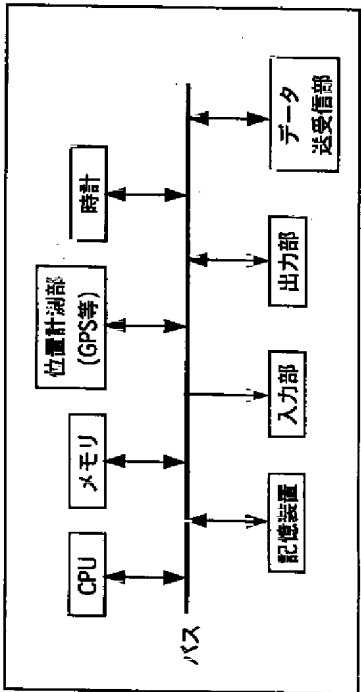 CPU
メモリ
位置計測部
(GPS等)
時計
バス
記憶装置
入力部
出力部
データ
送受信部